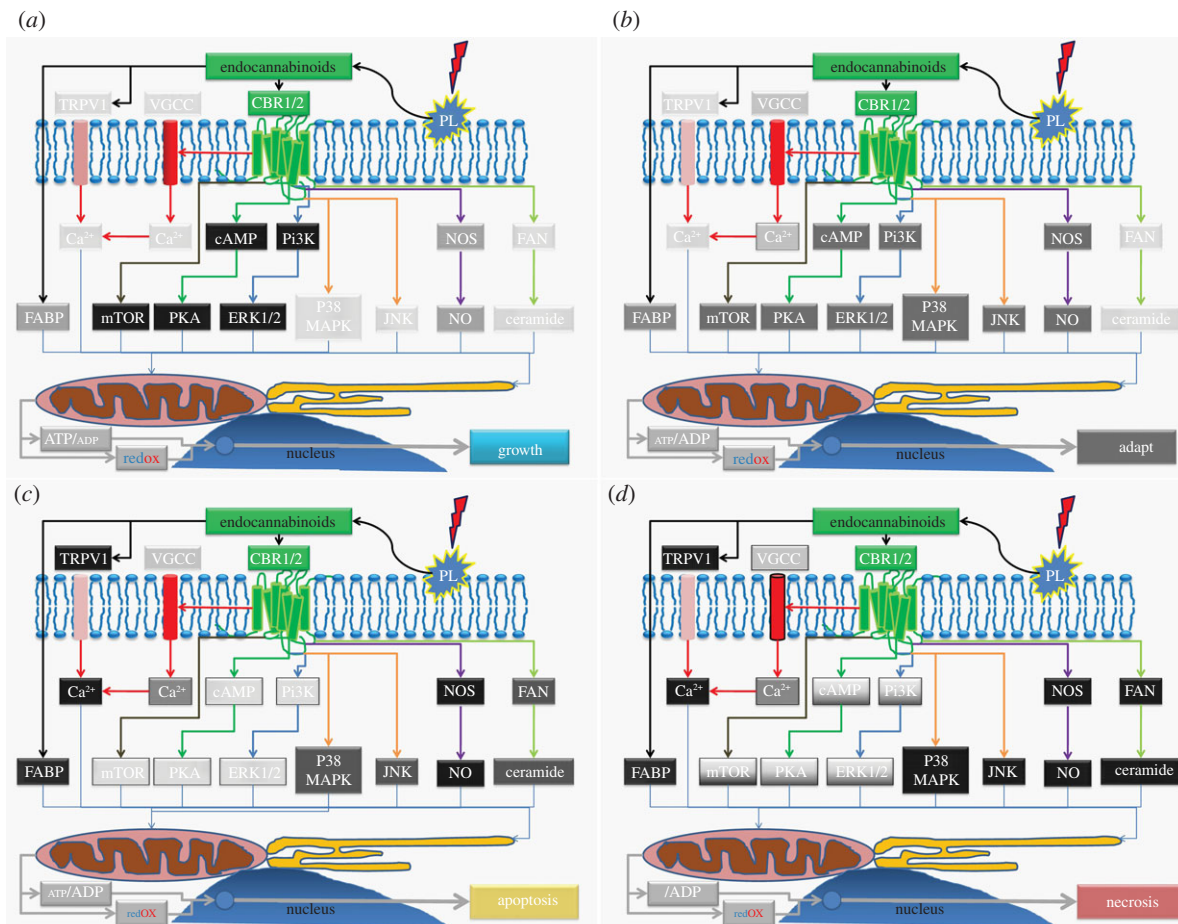 (a)
endocannabinoids
TRPV1 VGCC CBR1/2
PL
Ca2+ Ca2+ cAMP Pi3K NOS FAN
FABP mTOR PKA ERK1/2 P38 MAPK JNK NO ceramide
ATP/ADP
redox
nucleus
growth
(b)
endocannabinoids
TRPV1 VGCC CBR1/2
PL
Ca2+ Ca2+ cAMP Pi3K NOS FAN
FABP mTOR PKA ERK1/2 P38 MAPK JNK NO ceramide
ATP/ADP
redox
nucleus
adapt
(c)
endocannabinoids
TRPV1 VGCC CBR1/2
PL
Ca2+ Ca2+ cAMP Pi3K NOS FAN
FABP mTOR PKA ERK1/2 P38 MAPK JNK NO ceramide
ATP/ADP
redOX
nucleus
apoptosis
(d)
endocannabinoids
TRPV1 VGCC CBR1/2
PL
Ca2+ Ca2+ cAMP Pi3K NOS FAN
FABP mTOR PKA ERK1/2 P38 MAPK JNK NO ceramide
/ADP
redOX
nucleus
necrosis